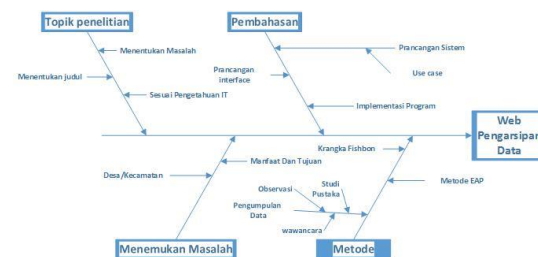 Topik penelitian
Pembahasan
Menentukan Masalah
Prancangan Sistem
Menentukan judul
Prancangan
interface
Use case
Sesuai Pengetahuan IT
Implementasi Program
Web
Pengarsipan
Data
Krangka Fishbon
Manfaat Dan Tujuan
Desa/Kecamatan
Studi
Pustaka
Metode EAP
Observasi
Pengumpulan
Data
wawancara
Menemukan Masalah
Metode